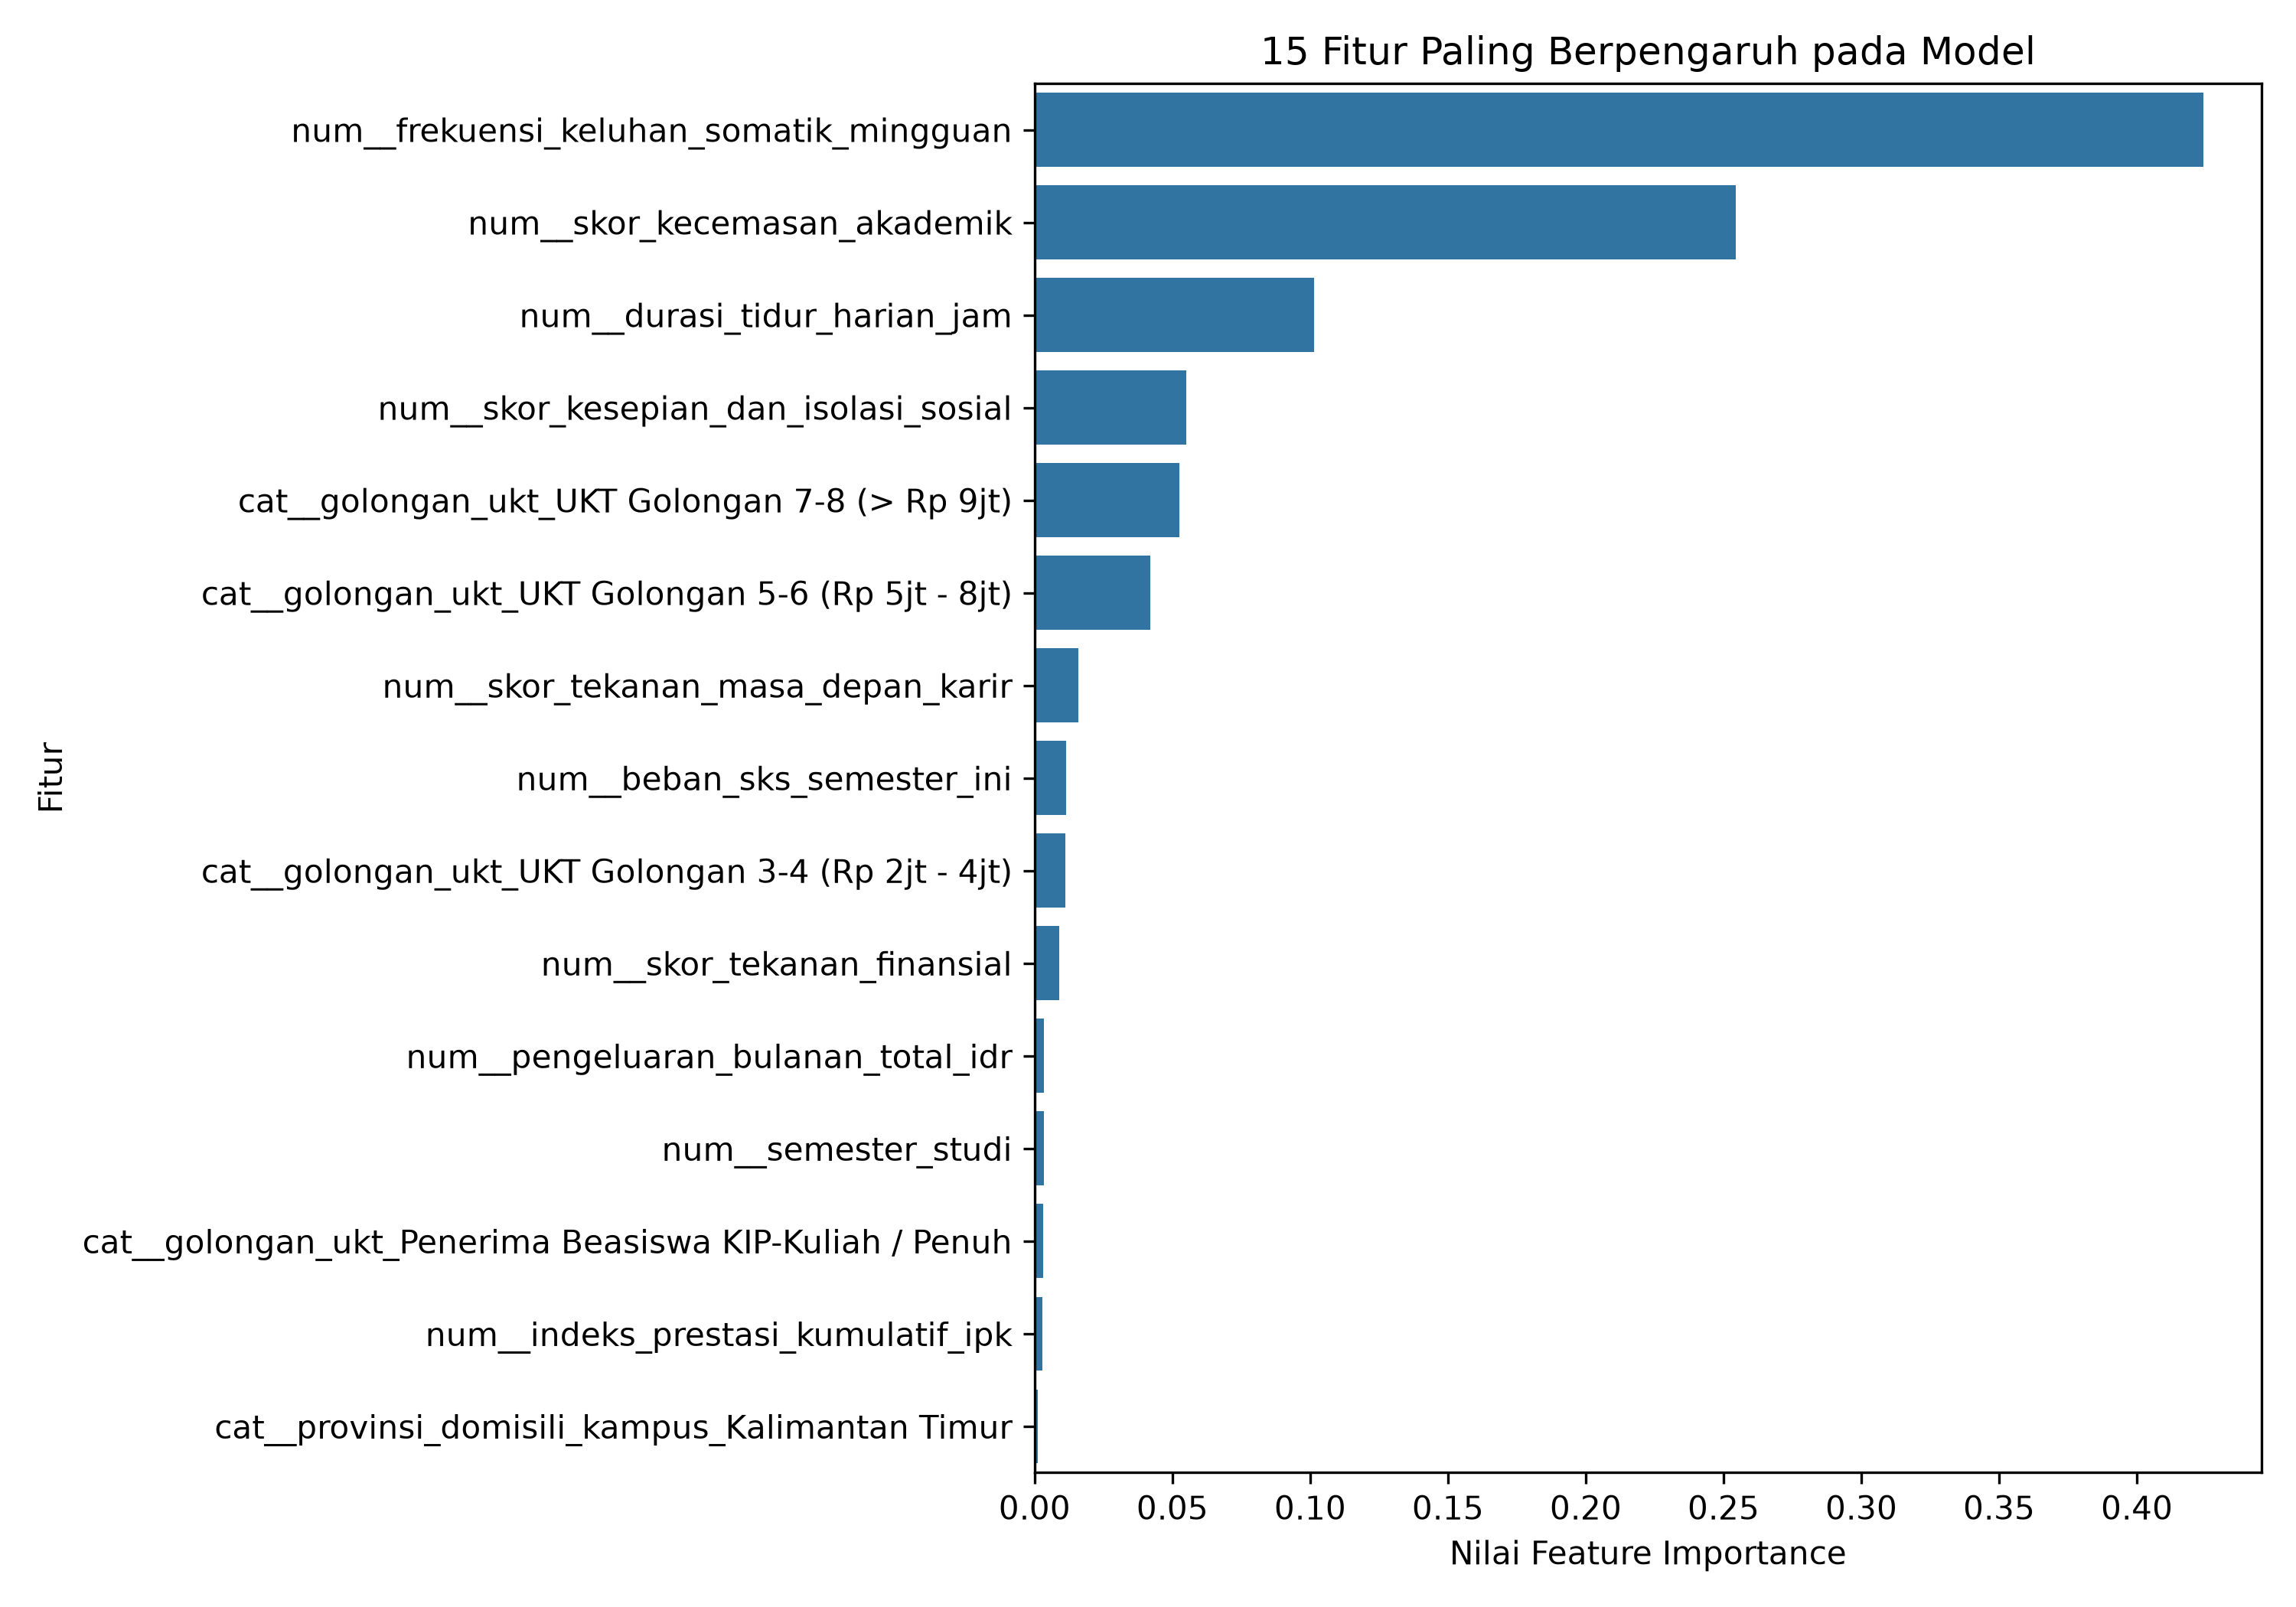 15 Fitur Paling Berpengaruh pada Model
num__frekuensi_keluhan_somatik_mingguan
num__skor_kecemasan_akademik
num__durasi_tidur_harian_jam
num__skor_kesepian_dan_isolasi_sosial
cat__golongan_ukt_UKT Golongan 7-8 (> Rp 9jt)
cat__golongan_ukt_UKT Golongan 5-6 (Rp 5jt - 8jt)
num__skor_tekanan_masa_depan_karir
num__beban_sks_semester_ini
cat__golongan_ukt_UKT Golongan 3-4 (Rp 2jt - 4jt)
num__skor_tekanan_finansial
num__pengeluaran_bulanan_total_idr
num__semester_studi
cat__golongan_ukt_Penerima Beasiswa KIP-Kuliah / Penuh
num__indeks_prestasi_kumulatif_ipk
cat__provinsi_domisili_kampus_Kalimantan Timur
Fitur
0.00 0.05 0.10 0.15 0.20 0.25 0.30 0.35 0.40
Nilai Feature Importance